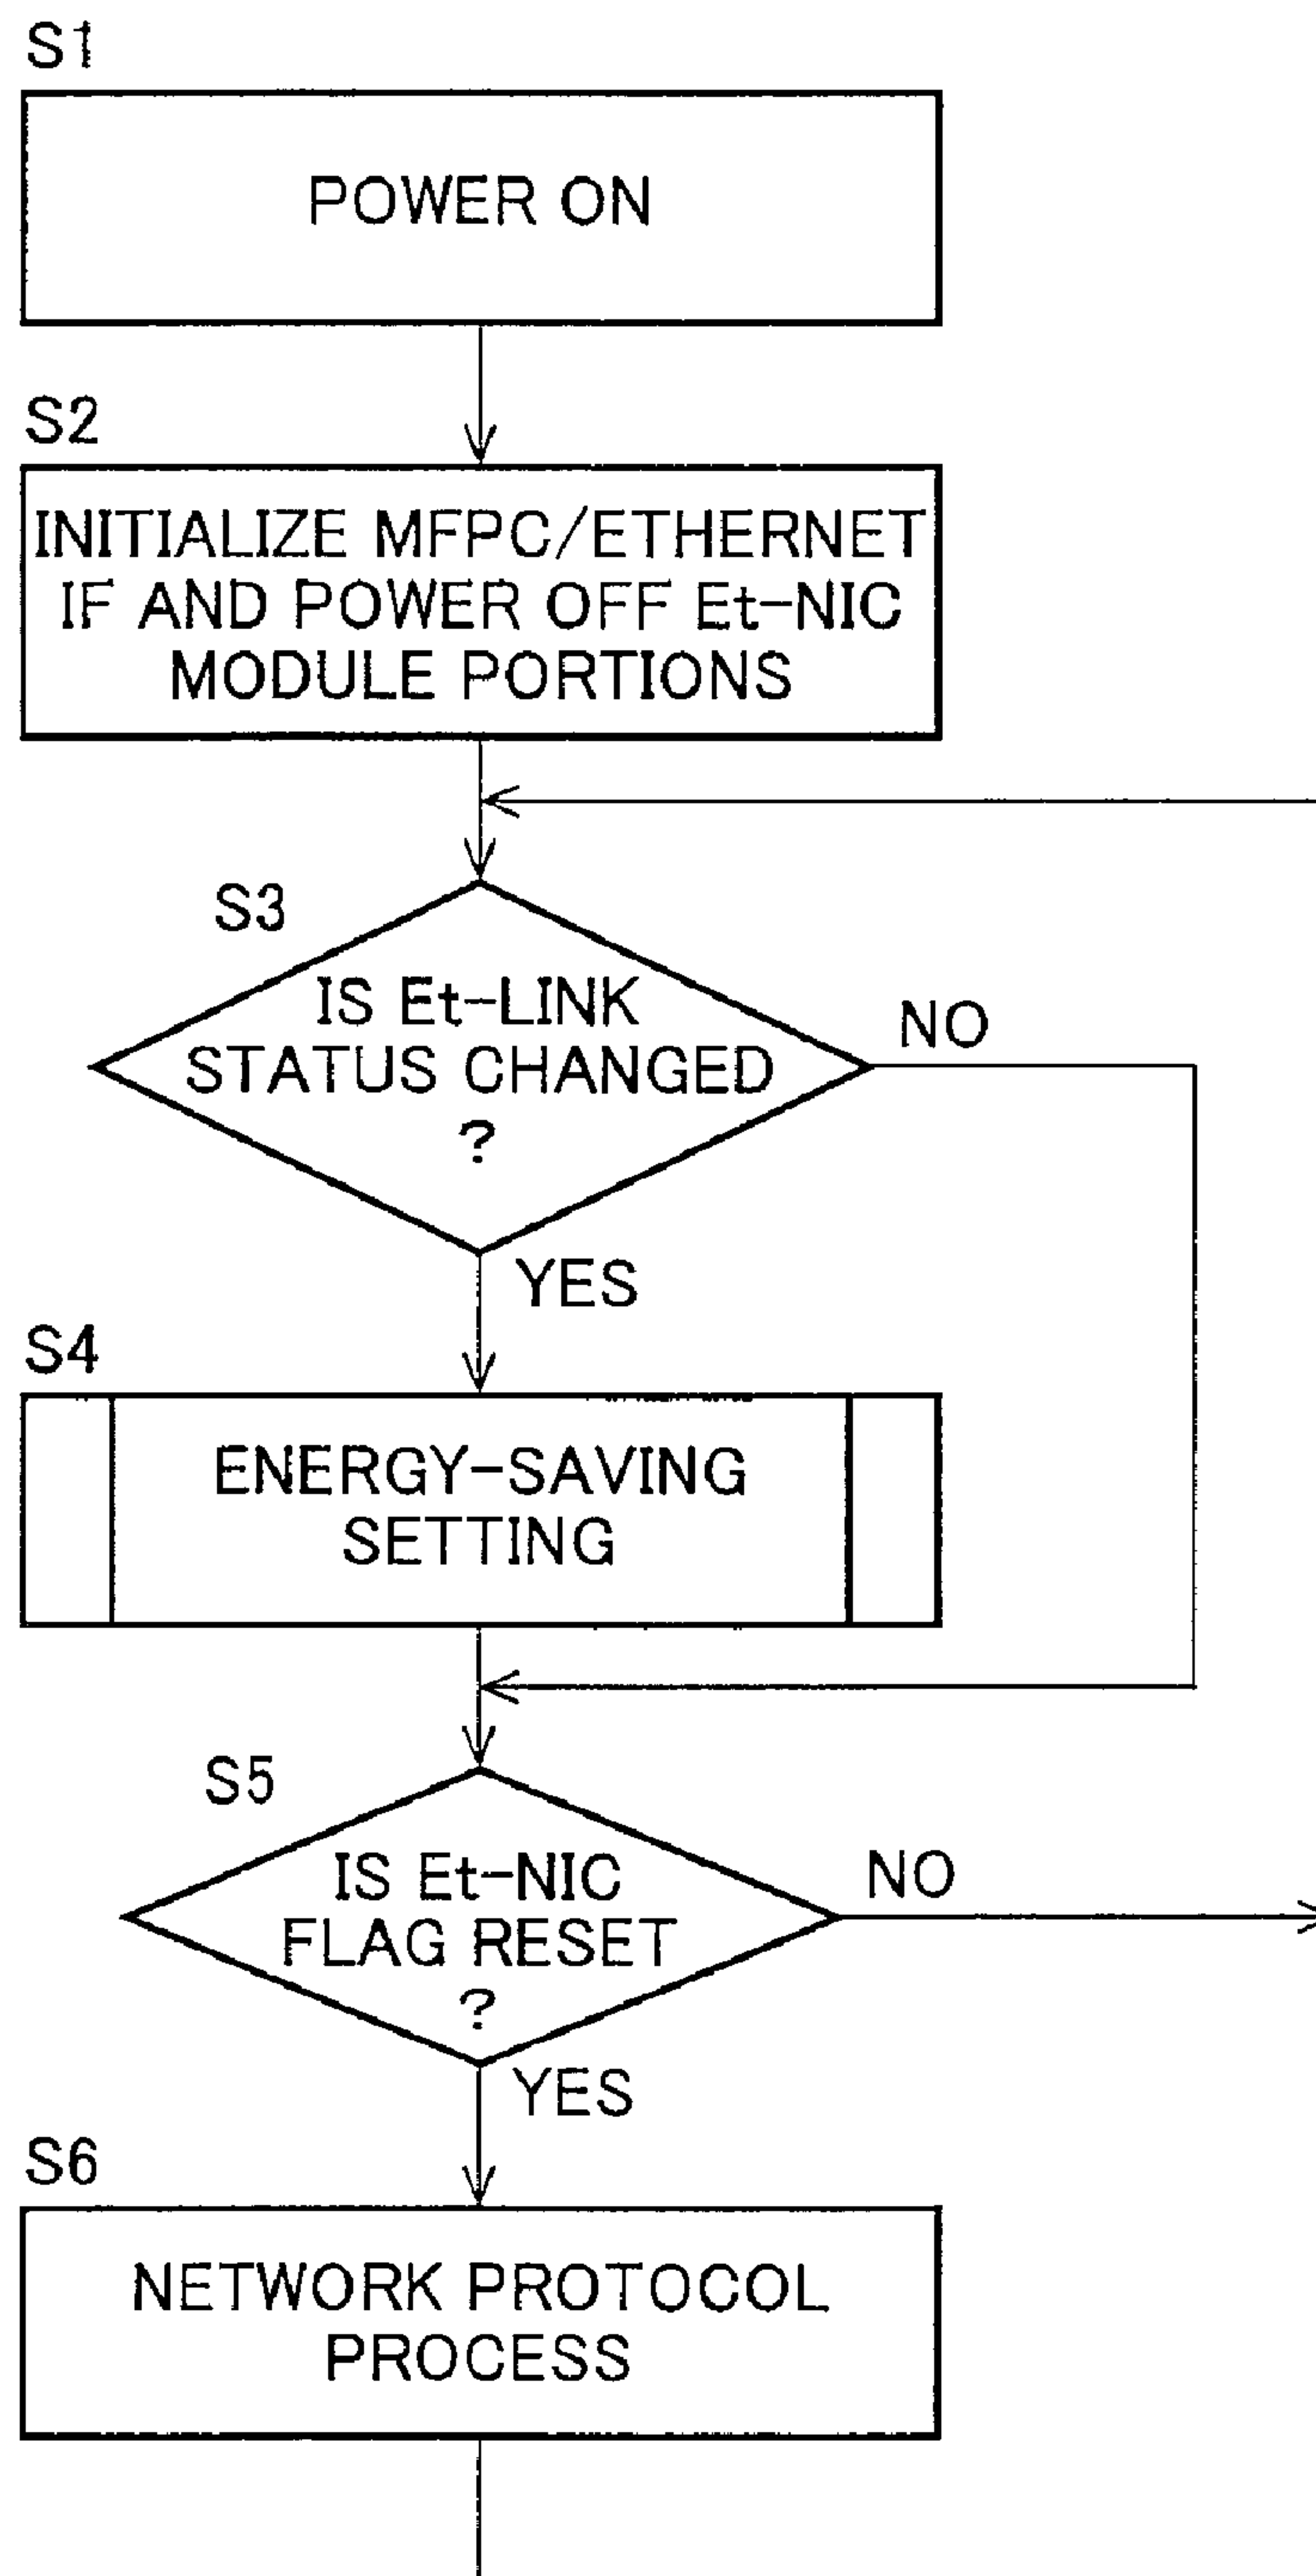 S1
POWER ON
S2
INITIALIZE MFPC/ETHERNET
IF AND POWER OFF Et-NIC
MODULE PORTIONS
S3
IS Et-LINK
STATUS CHANGED
?
NO
YES
S4
ENERGY-SAVING
SETTING
S5
IS Et-NIC
FLAG RESET
?
NO
YES
S6
NETWORK PROTOCOL
PROCESS